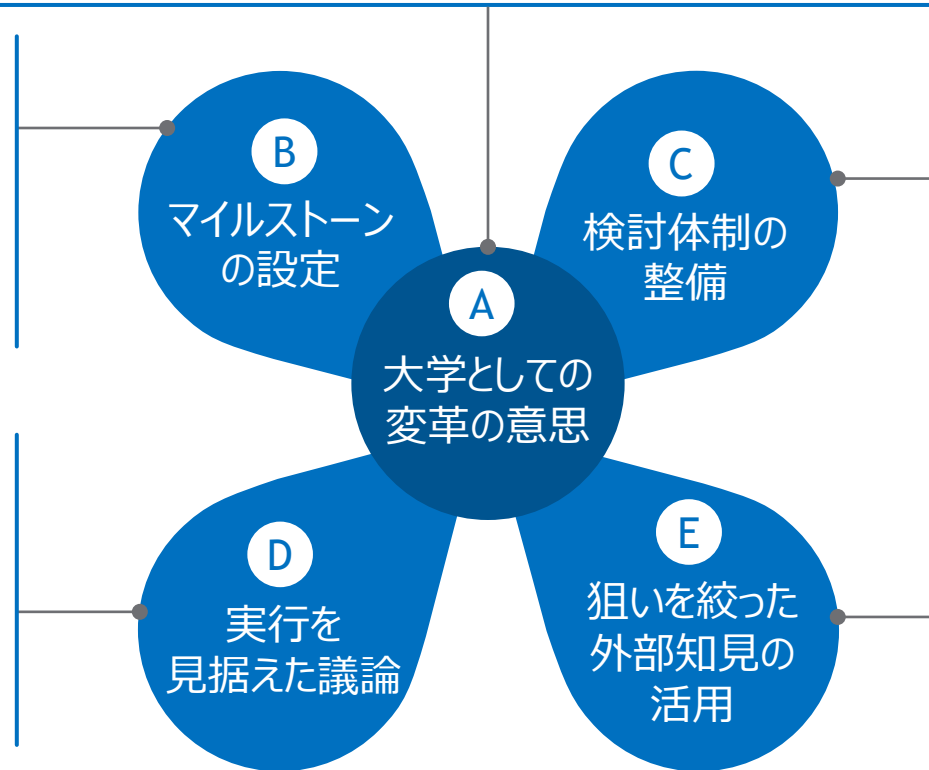 B
マイルストーン
の設定
C
検討体制の
整備
A
大学としての
変革の意思
D
実行を
見据えた議論
E
狙いを絞った
外部知見の
活用